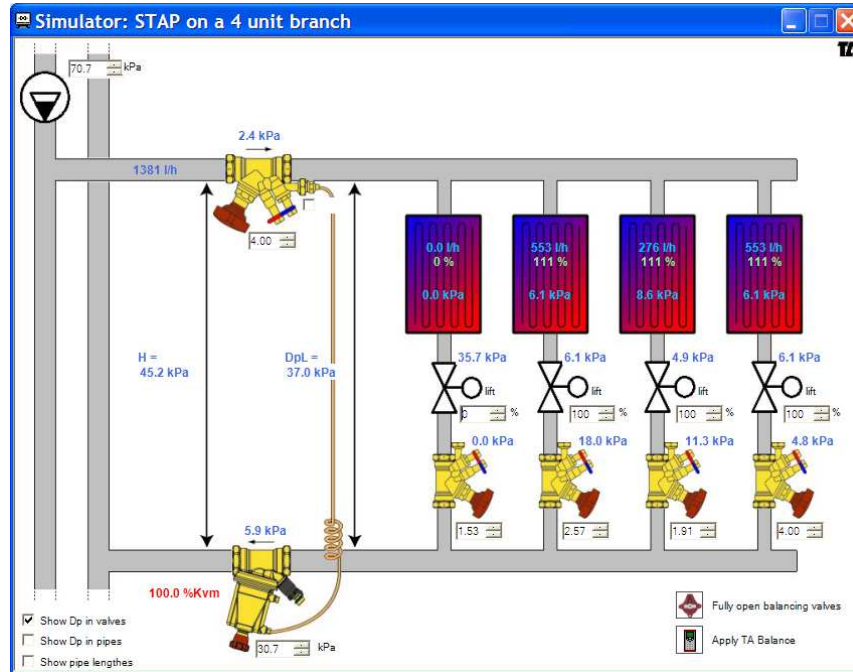 Simulator: STAP on a 4 unit branch
TA
70.7 kPa
2.4 kPa
1381 l/h
4.00
0.0 l/h 553 l/h 276 l/h 553 l/h
0 % 111 % 111 % 111 %
0.0 kPa 6.1 kPa 8.6 kPa 6.1 kPa
H = DpL =
45.2 kPa 37.0 kPa
35.7 kPa 6.1 kPa 4.9 kPa 6.1 kPa
lift lift lift lift
0 % 100 % 100 % 100 %
0.0 kPa 18.0 kPa 11.3 kPa 4.8 kPa
1.53 2.57 1.91 4.00
5.9 kPa
100.0 %Kvm
30.7 kPa
Show Dp in valves
Show Dp in pipes
Show pipe lengthes
Fully open balancing valves
Apply TA Balance